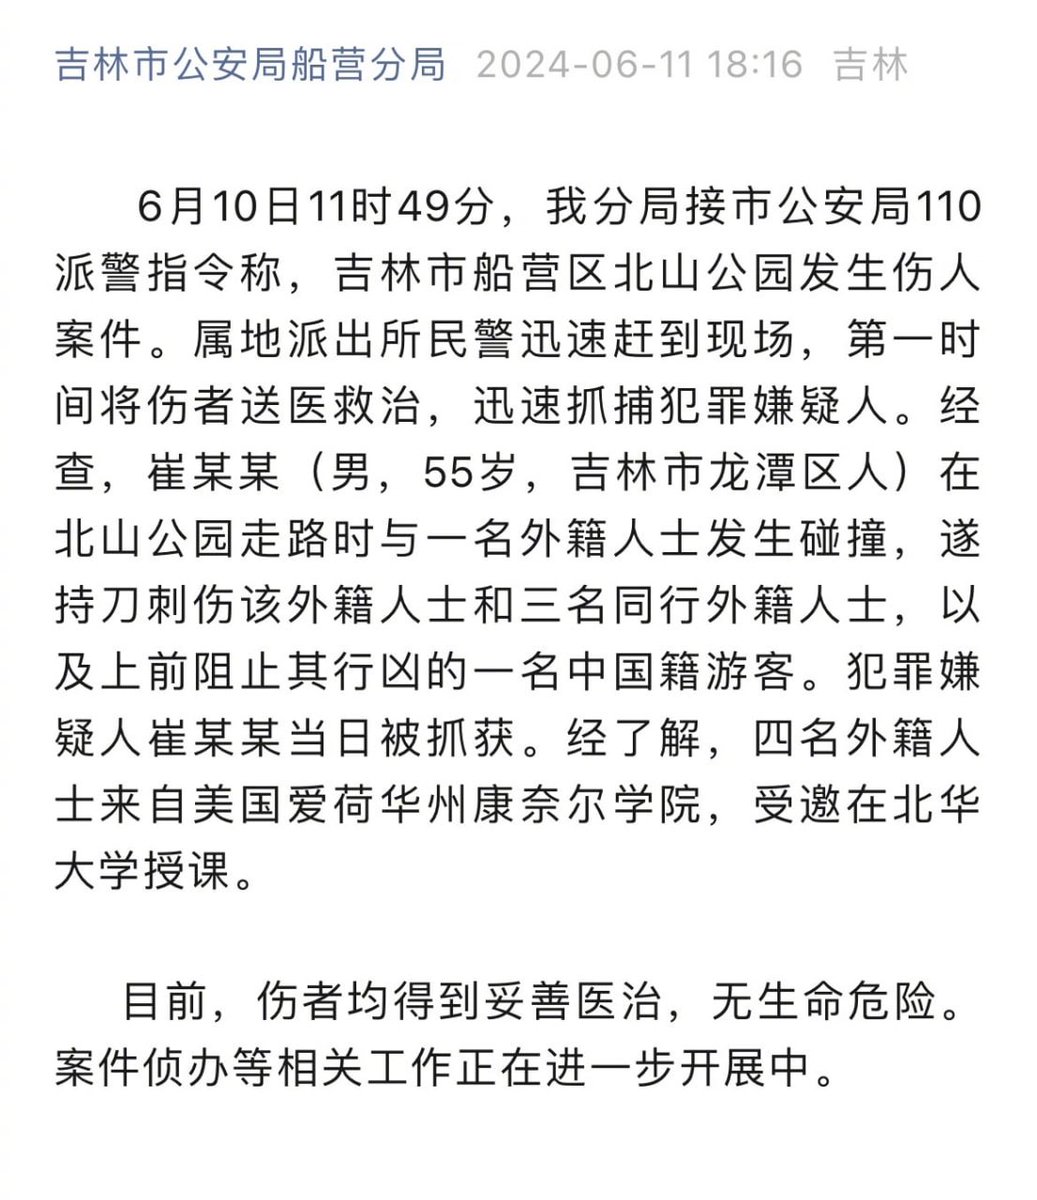 吉林市公安局船营分局 2024-06-11 18:16 吉林
6月10日11时49分，我分局接市公安局110
派警指令称，吉林市船营区北山公园发生伤人
案件。属地派出所民警迅速赶到现场，第一时
间将伤者送医救治，迅速抓捕犯罪嫌疑人。经
查，崔某某（男，55岁，吉林市龙潭区人）在
北山公园走路时与一名外籍人士发生碰撞，遂
持刀刺伤该外籍人士和三名同行外籍人士，以
及上前阻止其行凶的一名中国籍游客。犯罪嫌
疑人崔某某当日被抓获。经了解，四名外籍人
士来自美国爱荷华州康奈尔学院，受邀在北华
大学授课。
目前，伤者均得到妥善医治，无生命危险。
案件侦办等相关工作正在进一步开展中。